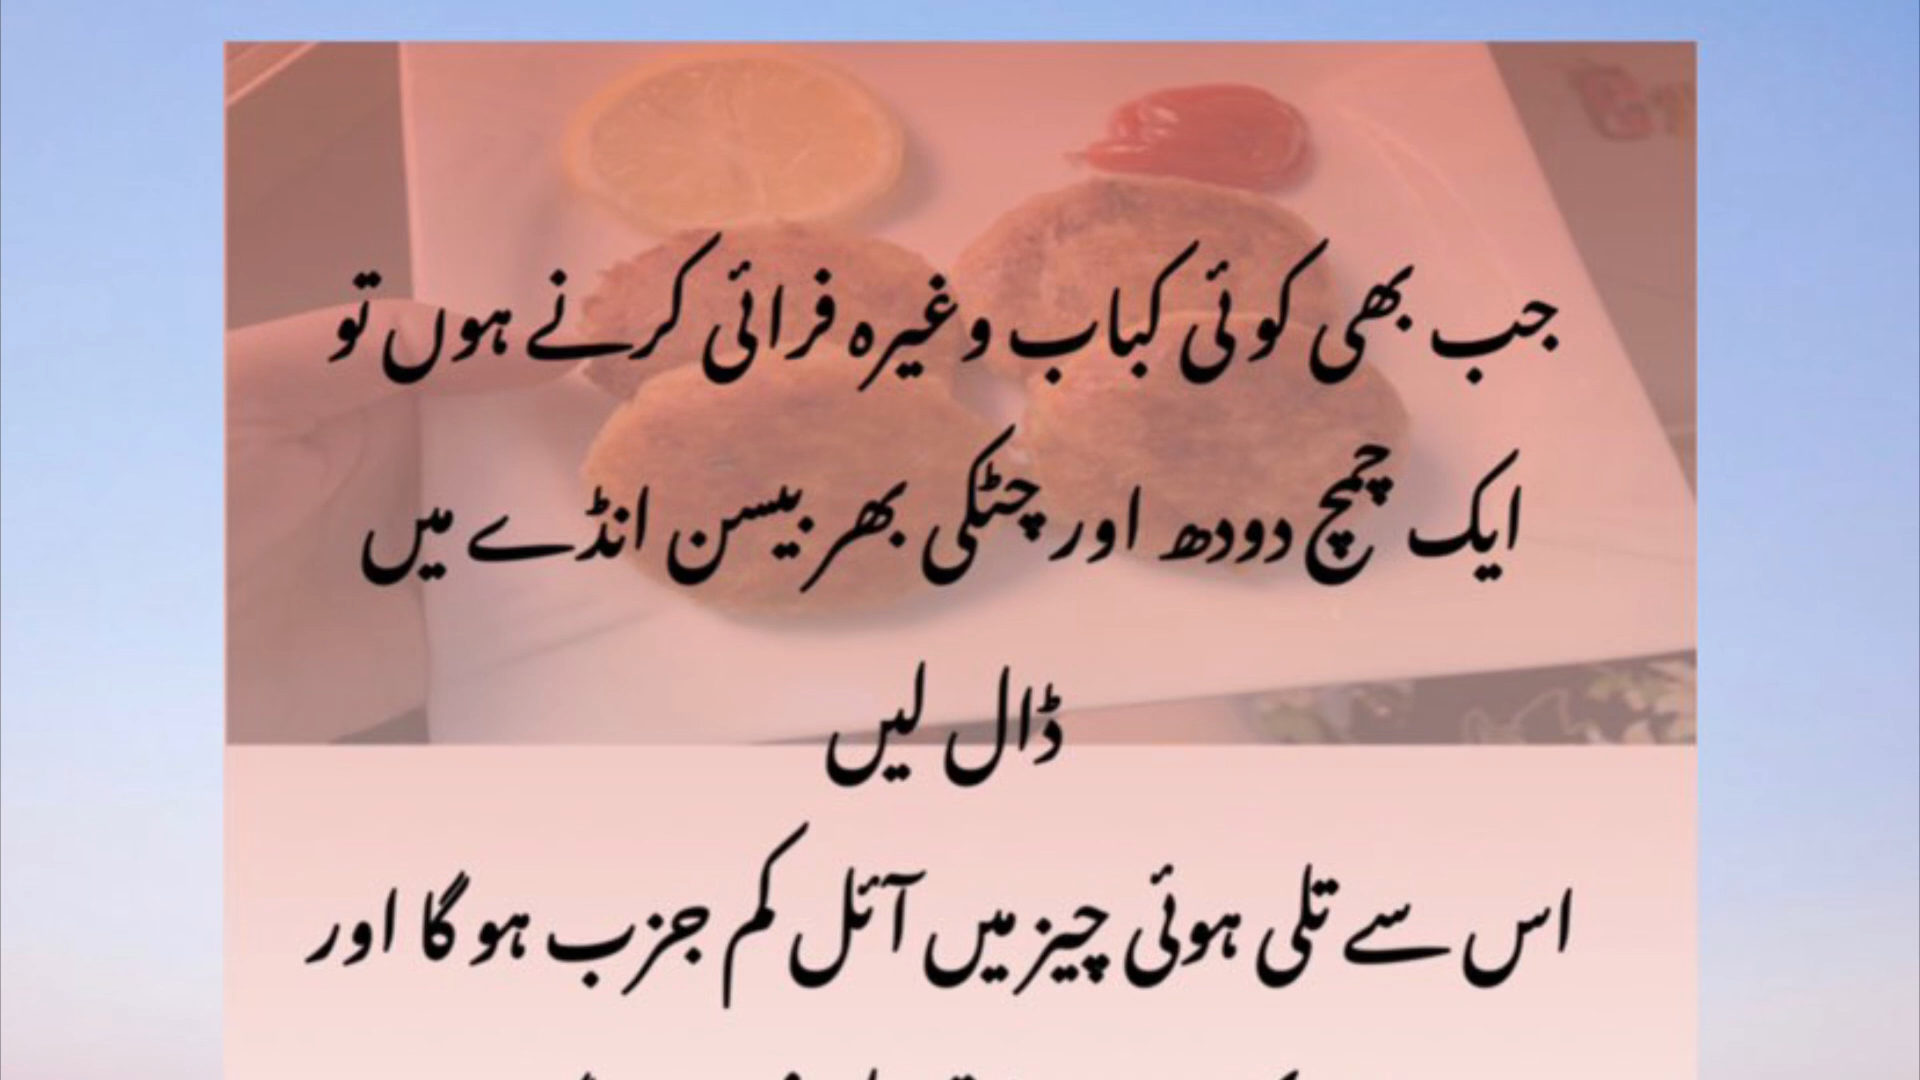 جب بھی کوئی کباب وغیرہ فرائی کرنے ہوں تو
ایک چمچ دودھ اور چٹکی بھر بیسن انڈے میں
ڈال لیں
اس سے تلی ہوئی چیز میں آئل کم جزب ہو گا اور